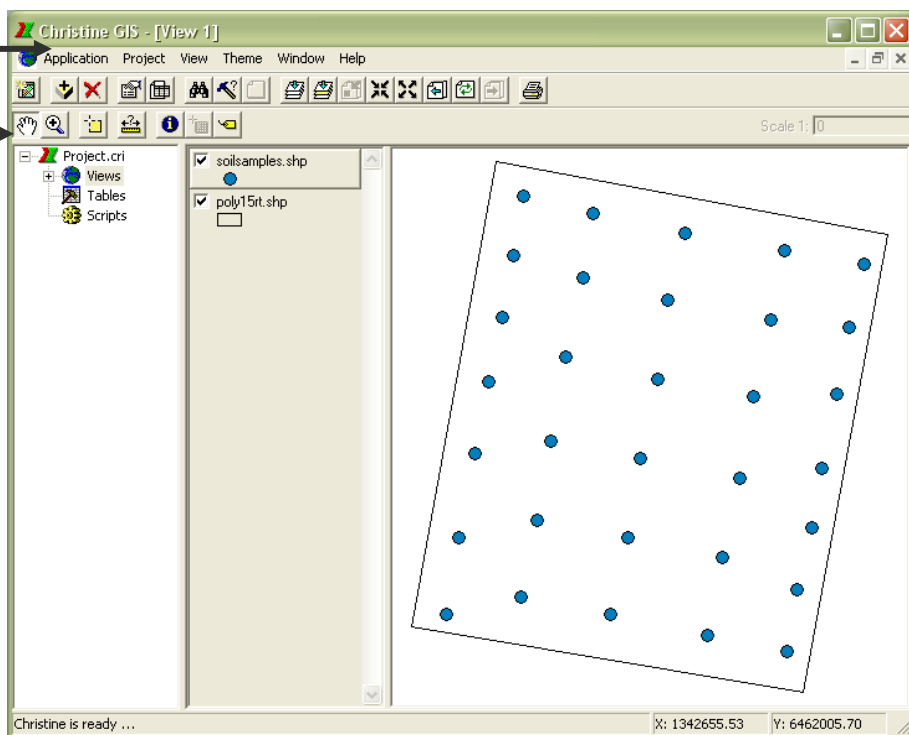 Christine GIS - [View 1]
Application Project View Theme Window Help
Scale 1: 0
Project.cri
Views
Tables
Scripts
soilsamples.shp
poly15rt.shp
Christine is ready ...
X: 1342655.53 Y: 6462005.70